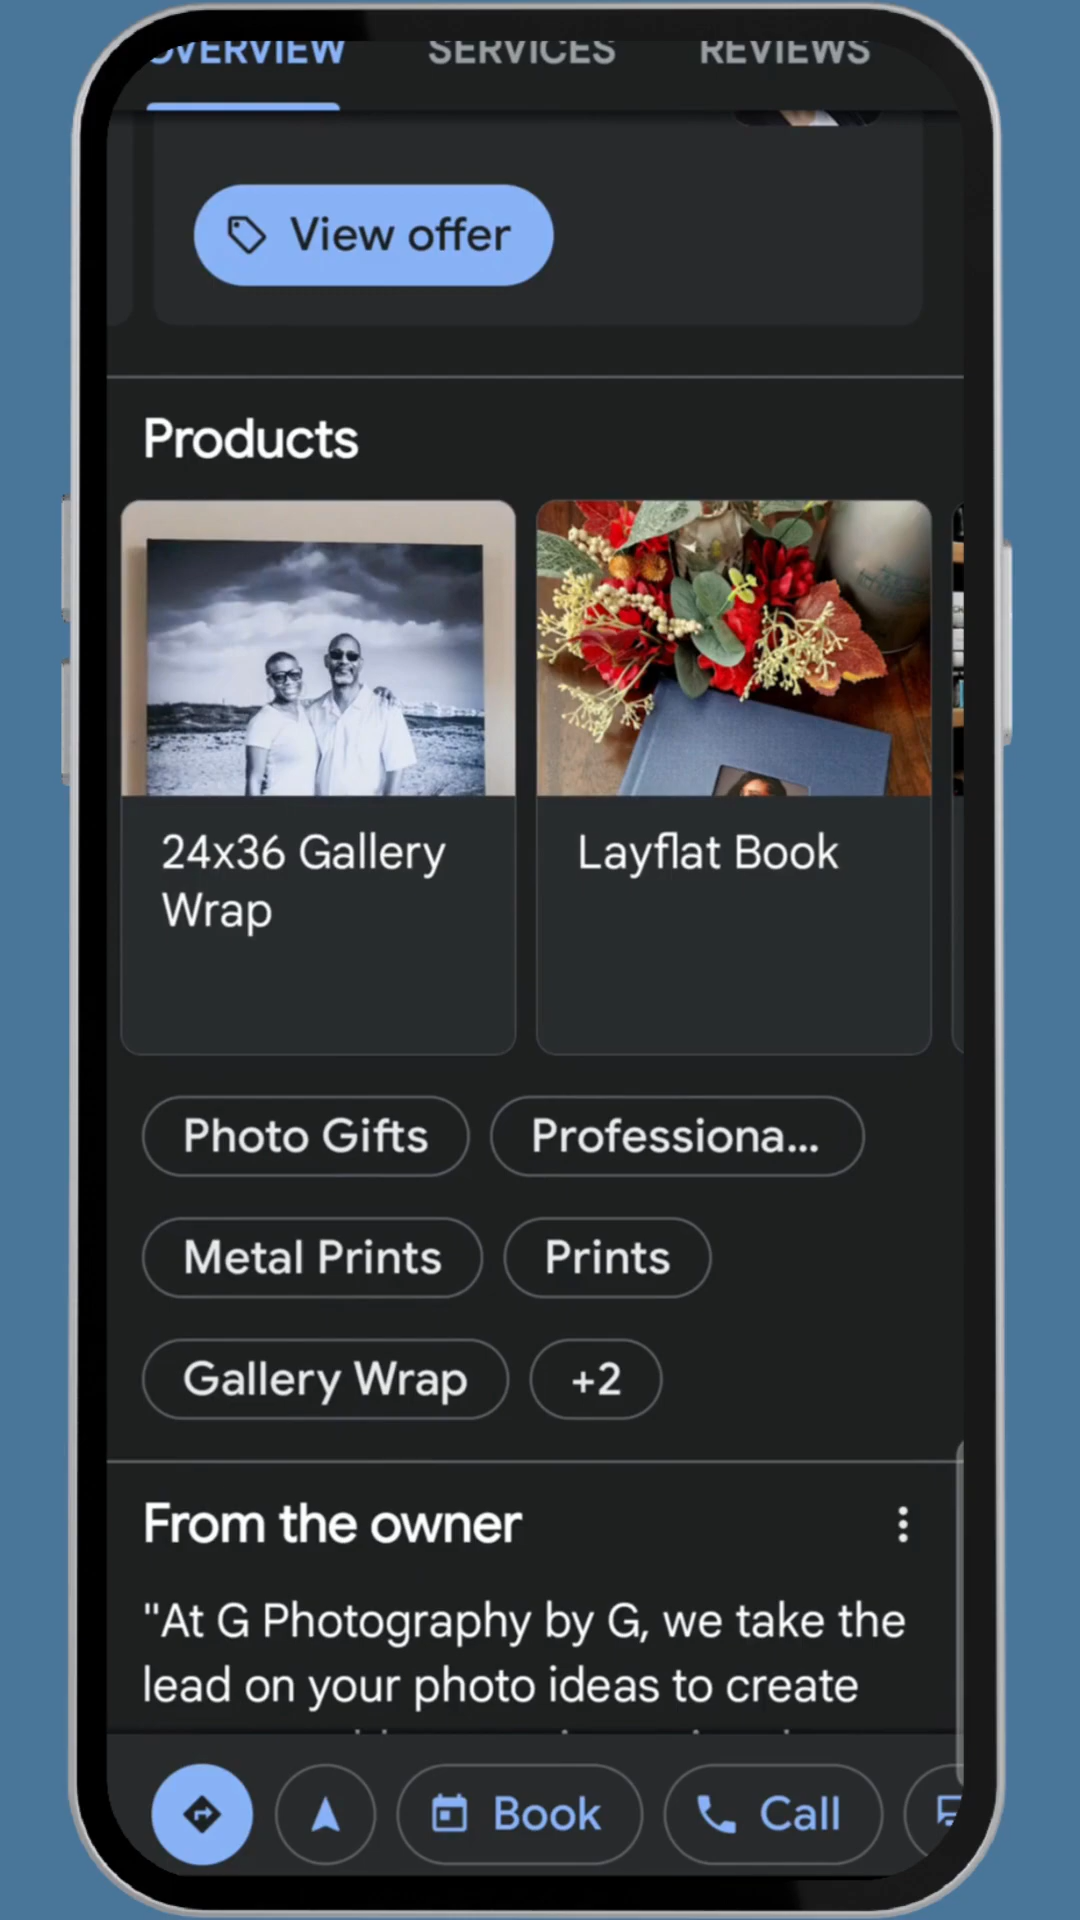 OVERVIEW SERVICES REVIEWS
View offer
Products
24x36 Gallery
Wrap
Layflat Book
Photo Gifts
Professiona...
Metal Prints
Prints
Gallery Wrap
+2
From the owner
"At G Photography by G, we take the
lead on your photo ideas to create
Book
Call